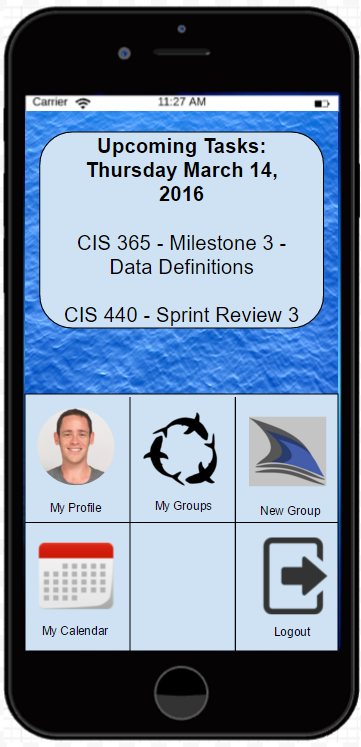 Carrier 11:27 AM
Upcoming Tasks:
Thursday March 14,
2016
CIS 365 - Milestone 3 -
Data Definitions
CIS 440 - Sprint Review 3
My Profile
My Groups
New Group
My Calendar
Logout